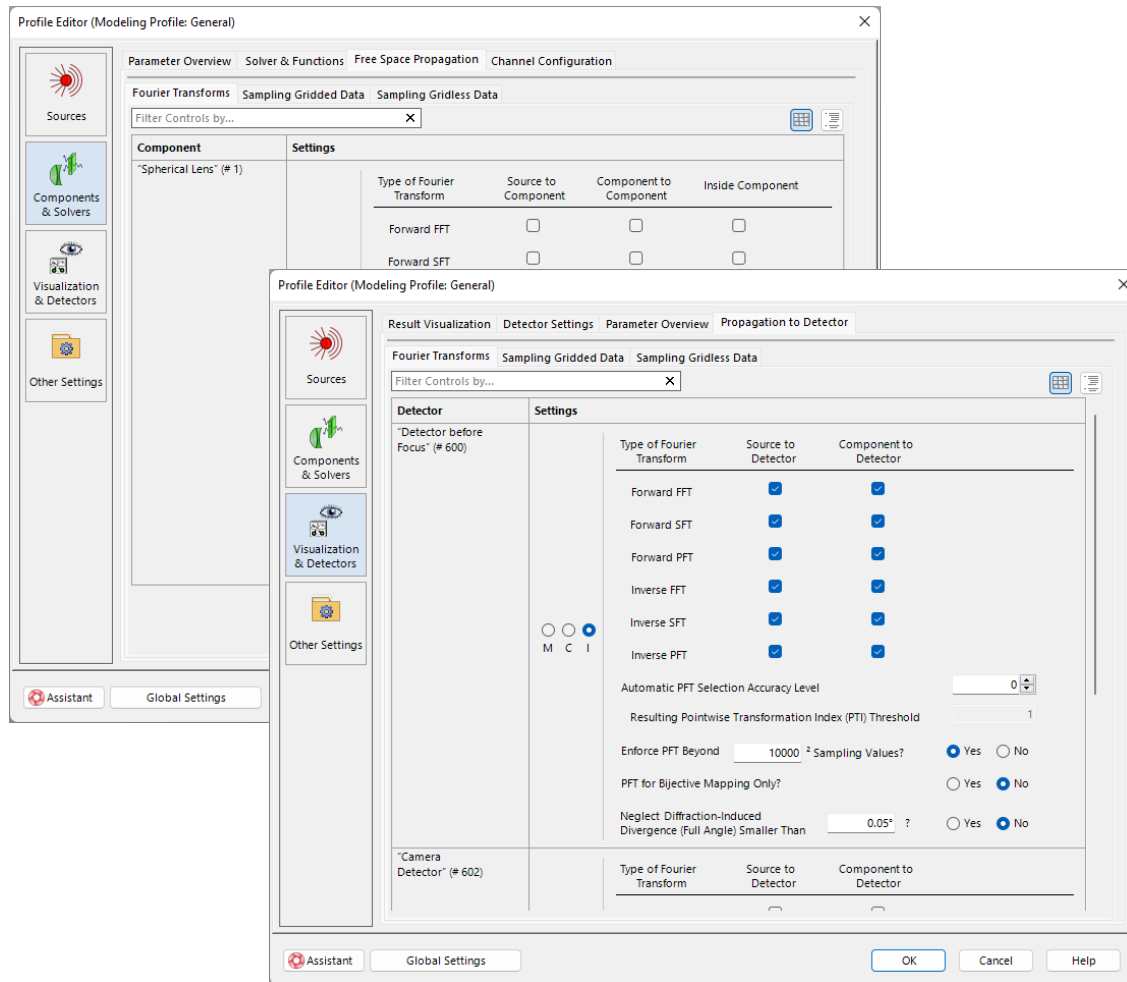 Profile Editor (Modeling Profile: General)
Sources
Components
& Solvers
Visualization
& Detectors
Other Settings
Parameter Overview Solver & Functions Free Space Propagation Channel Configuration
Fourier Transforms Sampling Gridded Data Sampling Gridless Data
Filter Controls by...
Component Settings
"Spherical Lens" (# 1)
Type of Fourier Transform Source to Component Component to Component Inside Component
Forward FFT
Forward SFT
Assistant Global Settings
Profile Editor (Modeling Profile: General)
Sources
Components
& Solvers
Visualization
& Detectors
Other Settings
Result Visualization Detector Settings Parameter Overview Propagation to Detector
Fourier Transforms Sampling Gridded Data Sampling Gridless Data
Filter Controls by...
Detector Settings
"Detector before
Focus" (# 600)
M C I
Type of Fourier Transform Source to Detector Component to Detector
Forward FFT
Forward SFT
Forward PFT
Inverse FFT
Inverse SFT
Inverse PFT
Automatic PFT Selection Accuracy Level 0
Resulting Pointwise Transformation Index (PTI) Threshold 1
Enforce PFT Beyond 10000 ² Sampling Values? Yes No
PFT for Bijective Mapping Only? Yes No
Neglect Diffraction-Induced
Divergence (Full Angle) Smaller Than 0.05° ? Yes No
"Camera
Detector" (# 602)
Type of Fourier Transform Source to Detector Component to Detector
Assistant Global Settings OK Cancel Help